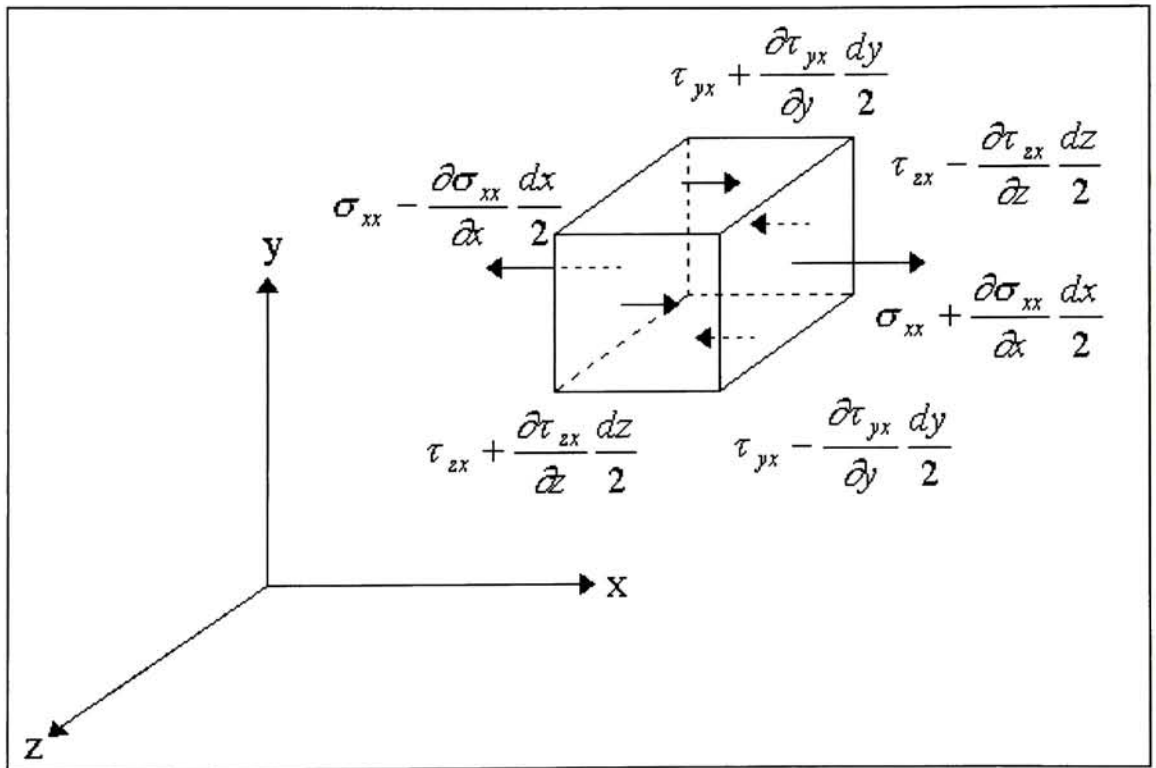 τ_yx + ∂τ_yx/∂y dy/2
σ_xx − ∂σ_xx/∂x dx/2
τ_zx − ∂τ_zx/∂z dz/2
y
σ_xx + ∂σ_xx/∂x dx/2
τ_zx + ∂τ_zx/∂z dz/2
τ_yx − ∂τ_yx/∂y dy/2
x
z